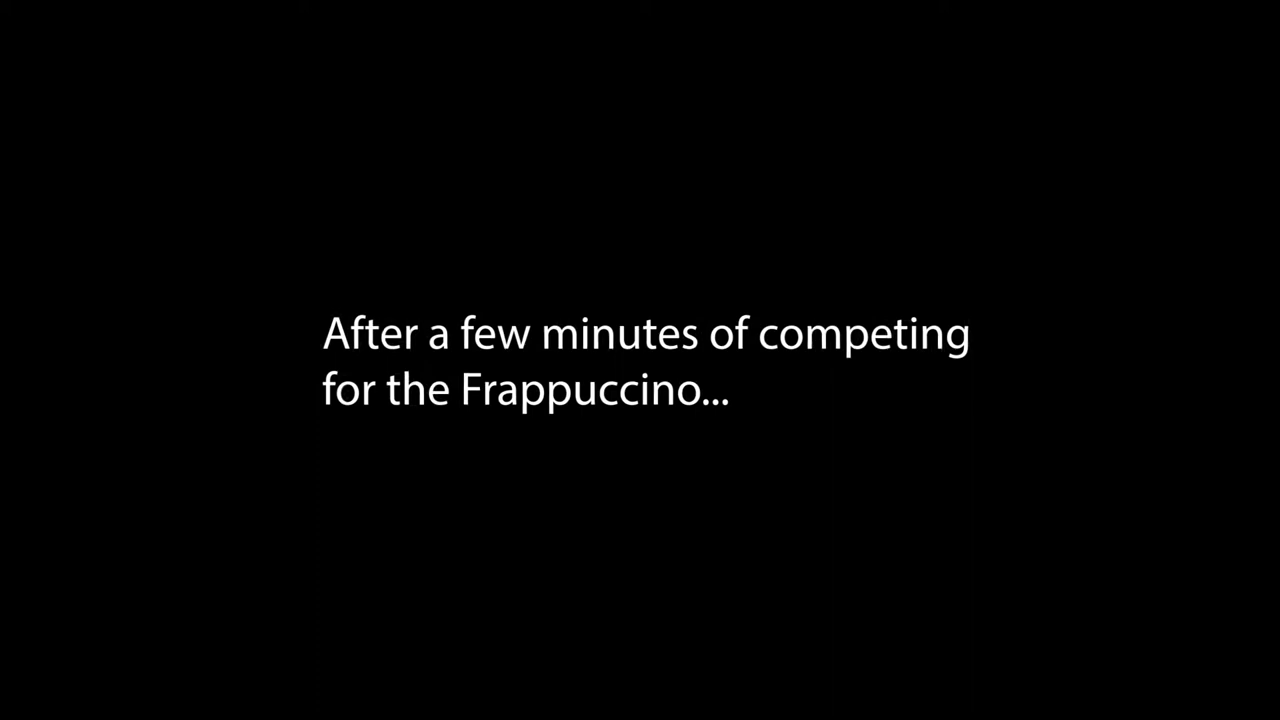 After a few minutes of competing
for the Frappuccino...